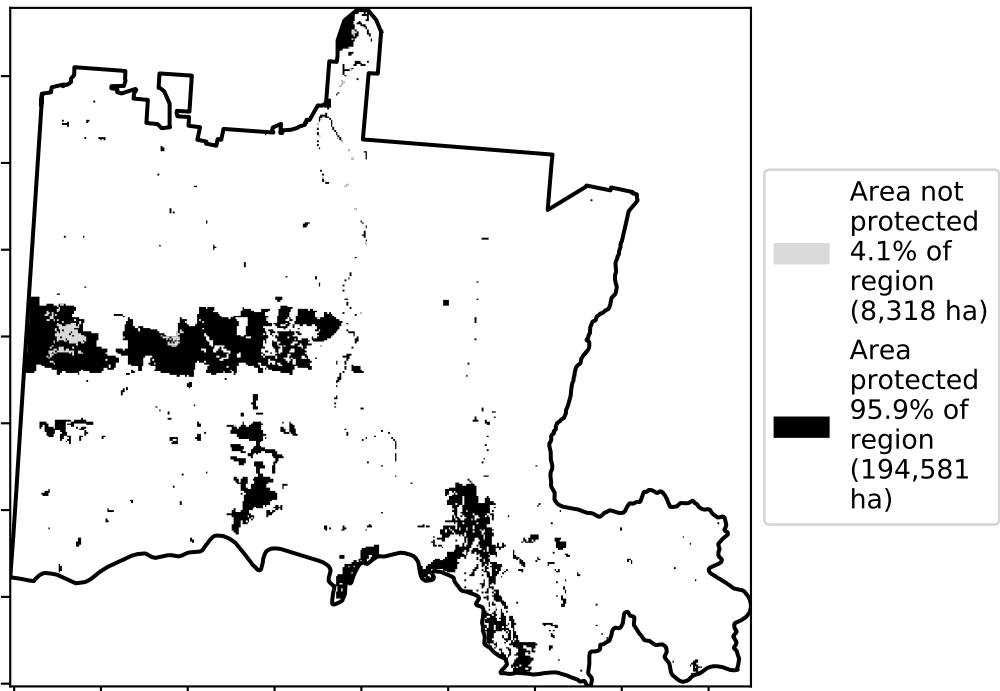 Area not
protected
4.1% of
region
(8,318 ha)
Area
protected
95.9% of
region
(194,581
ha)